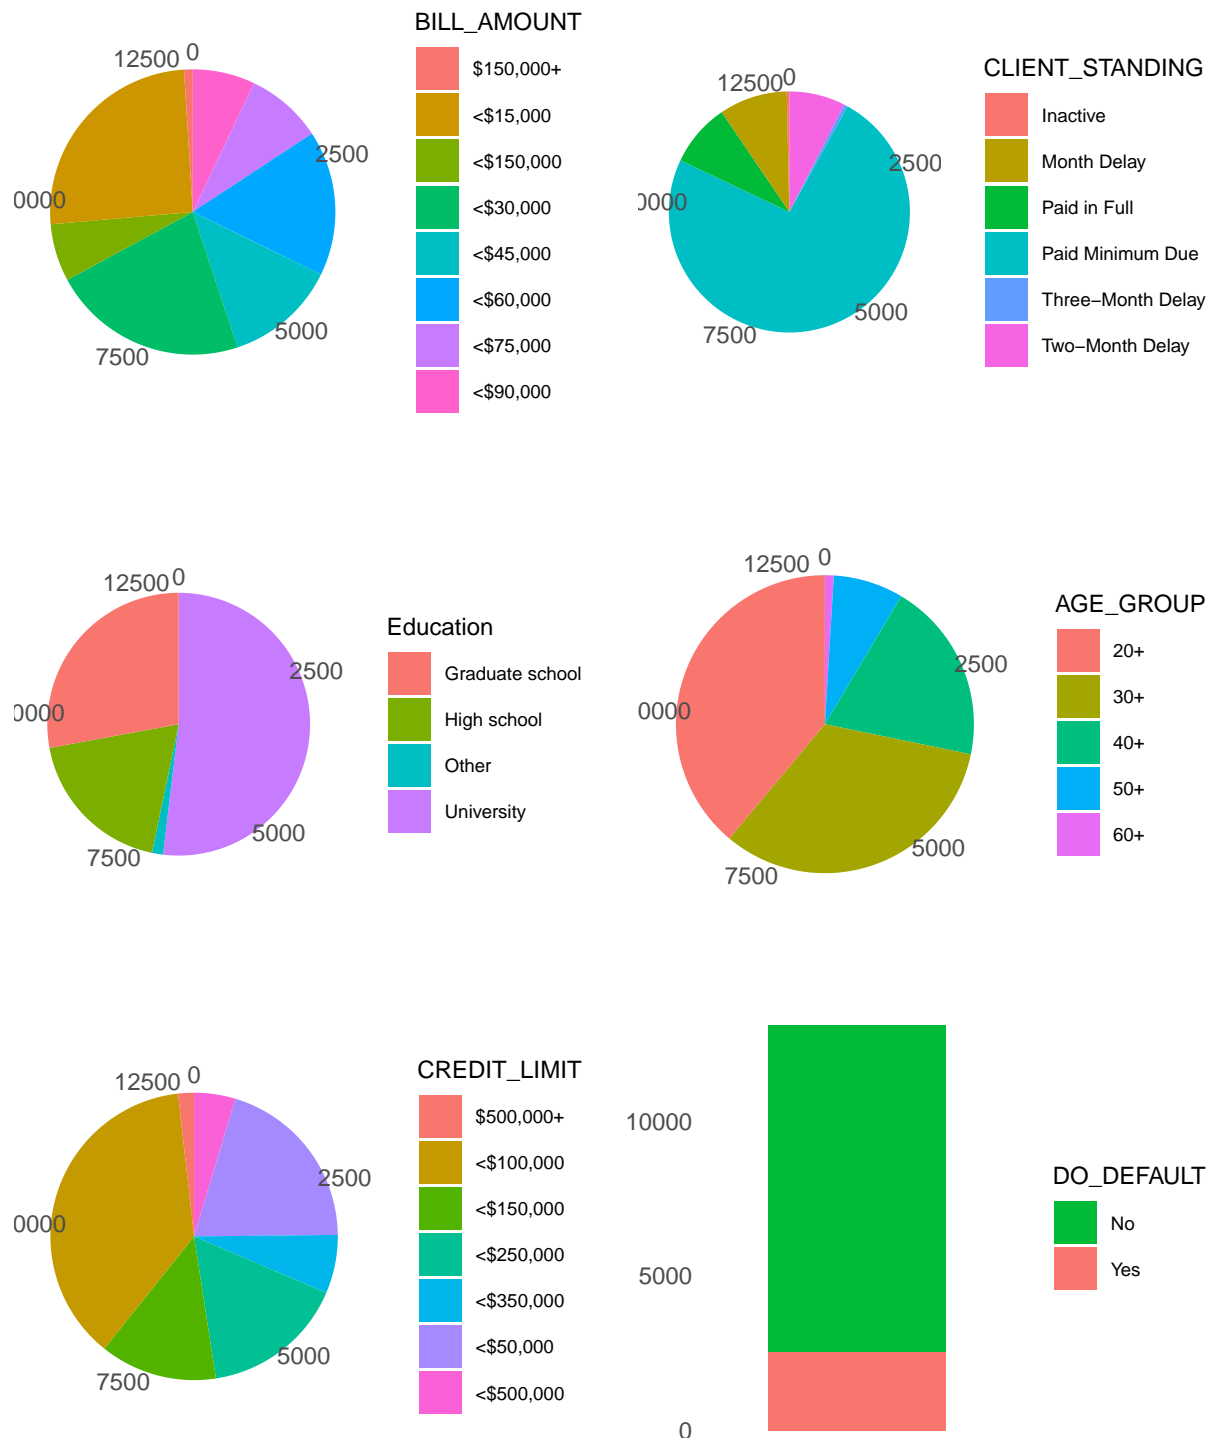 BILL_AMOUNT
12500 0
2500
0000
5000
7500
$150,000+
<$15,000
<$150,000
<$30,000
<$45,000
<$60,000
<$75,000
<$90,000
CLIENT_STANDING
12500 0
2500
0000
5000
7500
Inactive
Month Delay
Paid in Full
Paid Minimum Due
Three−Month Delay
Two−Month Delay
12500 0
2500
0000
5000
7500
Education
Graduate school
High school
Other
University
12500 0
2500
0000
5000
7500
AGE_GROUP
20+
30+
40+
50+
60+
12500 0
2500
0000
5000
7500
CREDIT_LIMIT
$500,000+
<$100,000
<$150,000
<$250,000
<$350,000
<$50,000
<$500,000
10000
5000
0
DO_DEFAULT
No
Yes